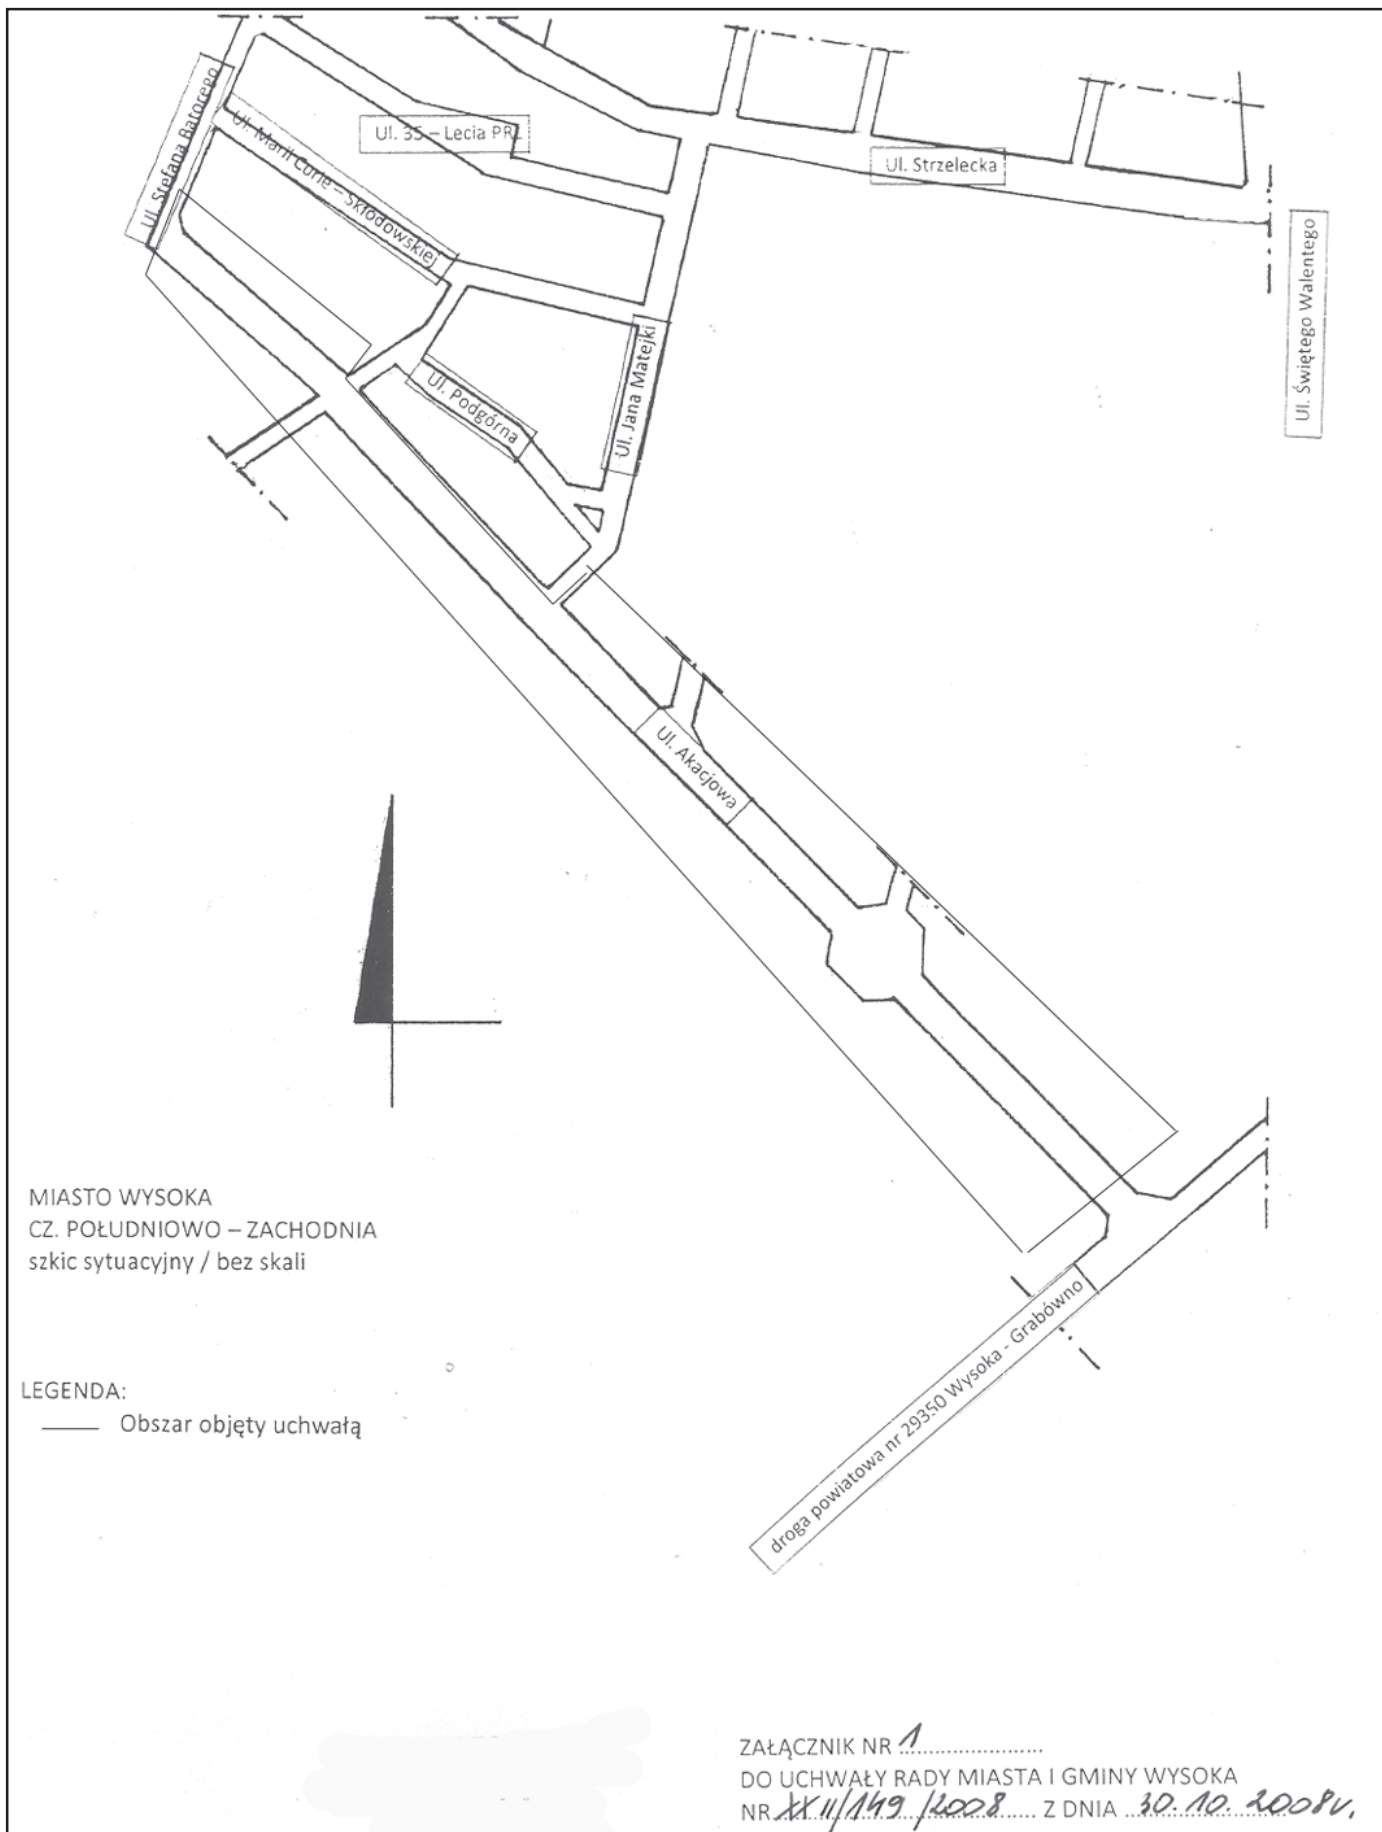 Ul. Stefana Batorego
Ul. Marii Curie – Skłodowskiej
Ul. 35 – Lecia PRL
Ul. Strzelecka
Ul. Świętego Walentego
Ul. Jana Matejki
Ul. Podgórna
Ul. Akacjowa
MIASTO WYSOKA
CZ. POŁUDNIOWO – ZACHODNIA
szkic sytuacyjny / bez skali
LEGENDA:
Obszar objęty uchwałą
droga powiatowa nr 29350 Wysoka - Grabówno
ZAŁĄCZNIK NR 1
DO UCHWAŁY RADY MIASTA I GMINY WYSOKA
NR XXII/149/2008 Z DNIA 30.10.2008r.